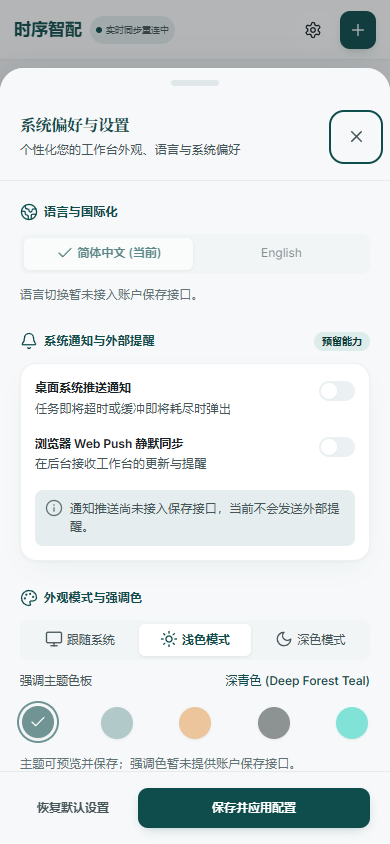 时序智配
实时同步重连中
系统偏好与设置
个性化您的工作台外观、语言与系统偏好
语言与国际化
简体中文 (当前)
English
语言切换暂未接入账户保存接口。
系统通知与外部提醒
预留能力
桌面系统推送通知
任务即将超时或缓冲即将耗尽时弹出
浏览器 Web Push 静默同步
在后台接收工作台的更新与提醒
通知推送尚未接入保存接口，当前不会发送外部提
醒。
外观模式与强调色
跟随系统
浅色模式
深色模式
强调主题色板
深青色 (Deep Forest Teal)
主题可预览并保存；强调色暂未提供账户保存接口。
恢复默认设置
保存并应用配置